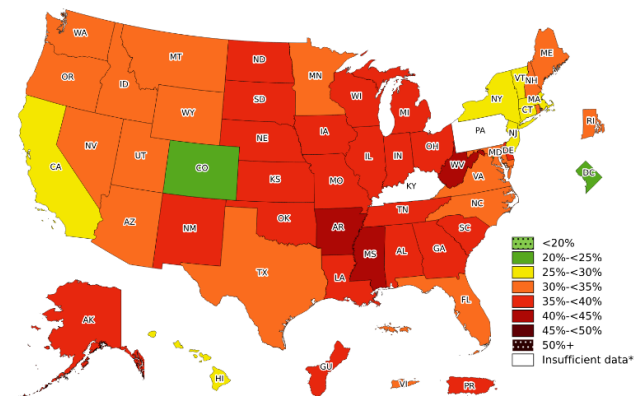 WA
MT
ND
MN
ME
OR
ID
SD
WI
VT NH
NY
MA
CT
RI
WY
MI
PA
NJ
NE
IA
OH
MD DE
DC
NV
UT
CO
IL
IN
WV
VA
CA
KS
MO
KY
NC
TN
AZ
NM
OK
AR
SC
MS
AL
GA
TX
LA
FL
AK
HI
GU
VI
PR
<20%
20%-<25%
25%-<30%
30%-<35%
35%-<40%
40%-<45%
45%-<50%
50%+
Insufficient data*